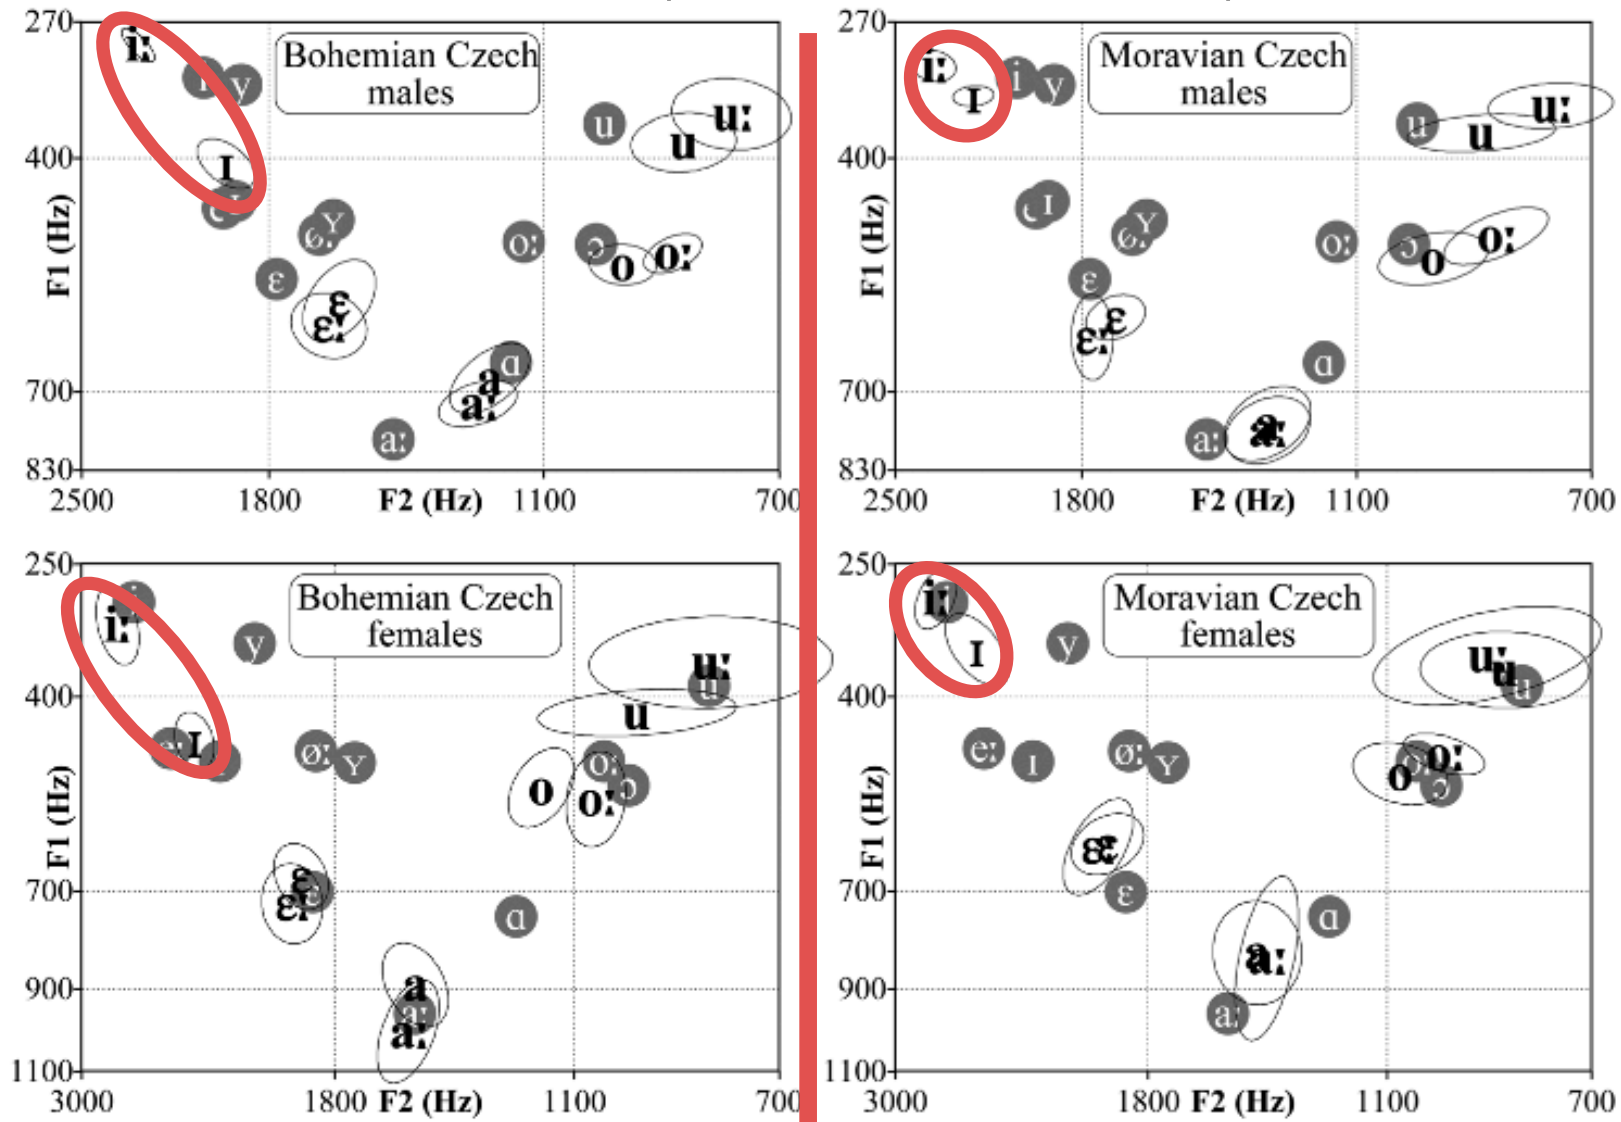 270
Bohemian Czech
males
i:
i
y
u:
u
u
400
ɪ
ɪ
Y
ø:
o:
ɔ
o
o:
ɛ
ɛ
ɛ:
ɑ
a
a:
700
a:
830
2500
1800
F2 (Hz)
1100
700
F1 (Hz)
270
Moravian Czech
males
i:
i
y
ɪ
u:
u
u
400
ɪ
Y
ø:
o:
ɔ
o
o:
ɛ
ɛ
ɛ:
ɑ
700
a:
a:
830
2500
1800
F2 (Hz)
1100
700
F1 (Hz)
250
Bohemian Czech
females
i
i:
y
u:
u
u
400
e:
ɪ
ø:
Y
o:
ɔ
o
o:
ɛ
ɛ
ɛ:
700
ɑ
a
900
a:
a:
1100
3000
1800
F2 (Hz)
1100
700
F1 (Hz)
250
Moravian Czech
females
i:
y
ɪ
u:
u
u
400
e:
ɪ
ø:
Y
o:
o:
o
ɔ
ɛ:
ɛ
700
ɛ
ɑ
a:
900
a:
1100
3000
1800
F2 (Hz)
1100
700
F1 (Hz)